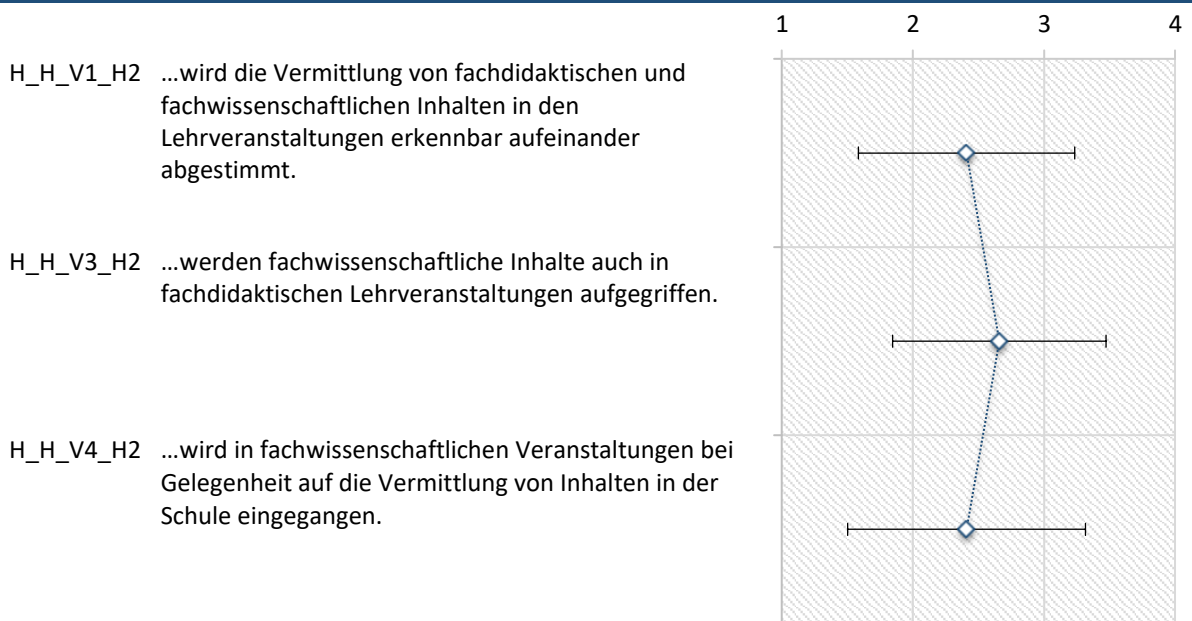 1 2 3 4
H_H_V1_H2 ...wird die Vermittlung von fachdidaktischen und
fachwissenschaftlichen Inhalten in den
Lehrveranstaltungen erkennbar aufeinander
abgestimmt.
H_H_V3_H2 ...werden fachwissenschaftliche Inhalte auch in
fachdidaktischen Lehrveranstaltungen aufgegriffen.
H_H_V4_H2 ...wird in fachwissenschaftlichen Veranstaltungen bei
Gelegenheit auf die Vermittlung von Inhalten in der
Schule eingegangen.